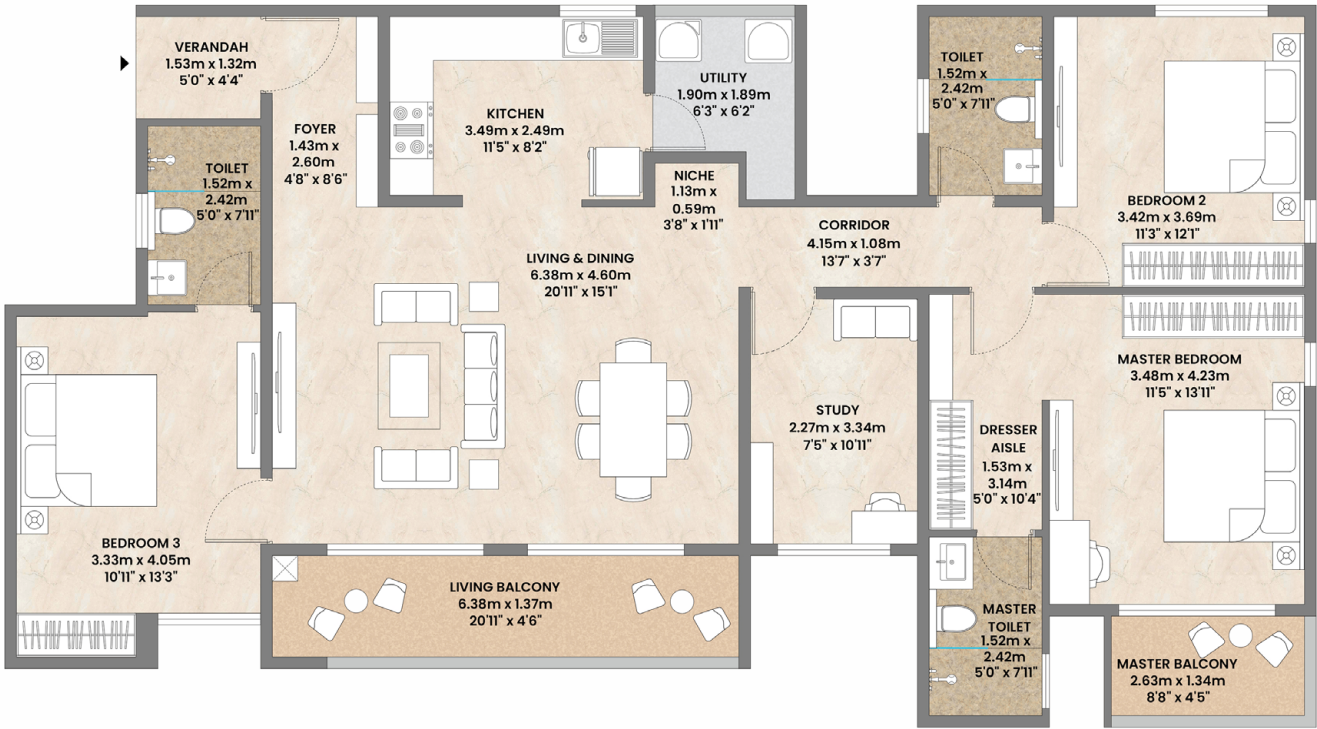 VERANDAH
1.53m x 1.32m
5'0" x 4'4"
FOYER
1.43m x
2.60m
4'8" x 8'6"
KITCHEN
3.49m x 2.49m
11'5" x 8'2"
UTILITY
1.90m x 1.89m
6'3" x 6'2"
NICHE
1.13m x
0.59m
3'8" x 1'11"
TOILET
1.52m x
2.42m
5'0" x 7'11"
BEDROOM 2
3.42m x 3.69m
11'3" x 12'1"
TOILET
1.52m x
2.42m
5'0" x 7'11"
LIVING & DINING
6.38m x 4.60m
20'11" x 15'1"
CORRIDOR
4.15m x 1.08m
13'7" x 3'7"
MASTER BEDROOM
3.48m x 4.23m
11'5" x 13'11"
STUDY
2.27m x 3.34m
7'5" x 10'11"
DRESSER
AISLE
1.53m x
3.14m
5'0" x 10'4"
BEDROOM 3
3.33m x 4.05m
10'11" x 13'3"
LIVING BALCONY
6.38m x 1.37m
20'11" x 4'6"
MASTER
TOILET
1.52m x
2.42m
5'0" x 7'11"
MASTER BALCONY
2.63m x 1.34m
8'8" x 4'5"